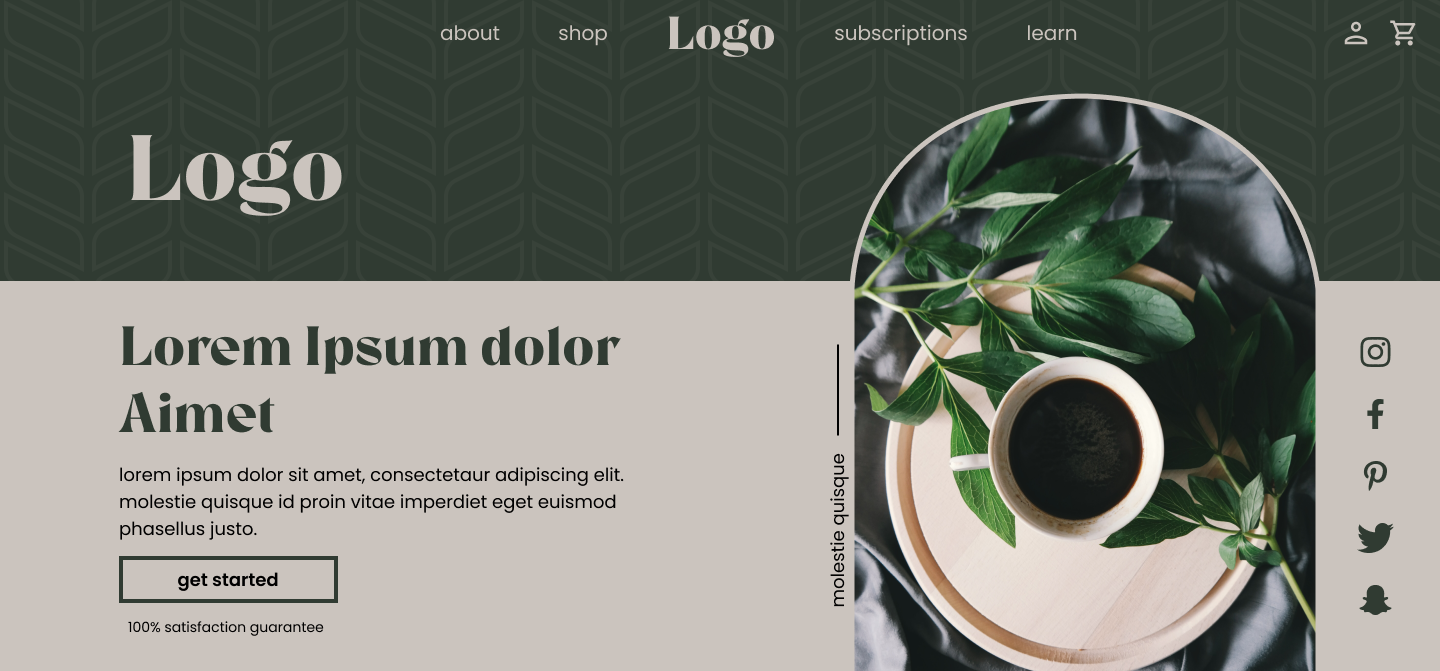 about
shop
Logo
subscriptions
learn
Logo
Lorem Ipsum dolor
Aimet
lorem ipsum dolor sit amet, consectetaur adipiscing elit.
molestie quisque id proin vitae imperdiet eget euismod
phasellus justo.
get started
100% satisfaction guarantee
molestie quisque